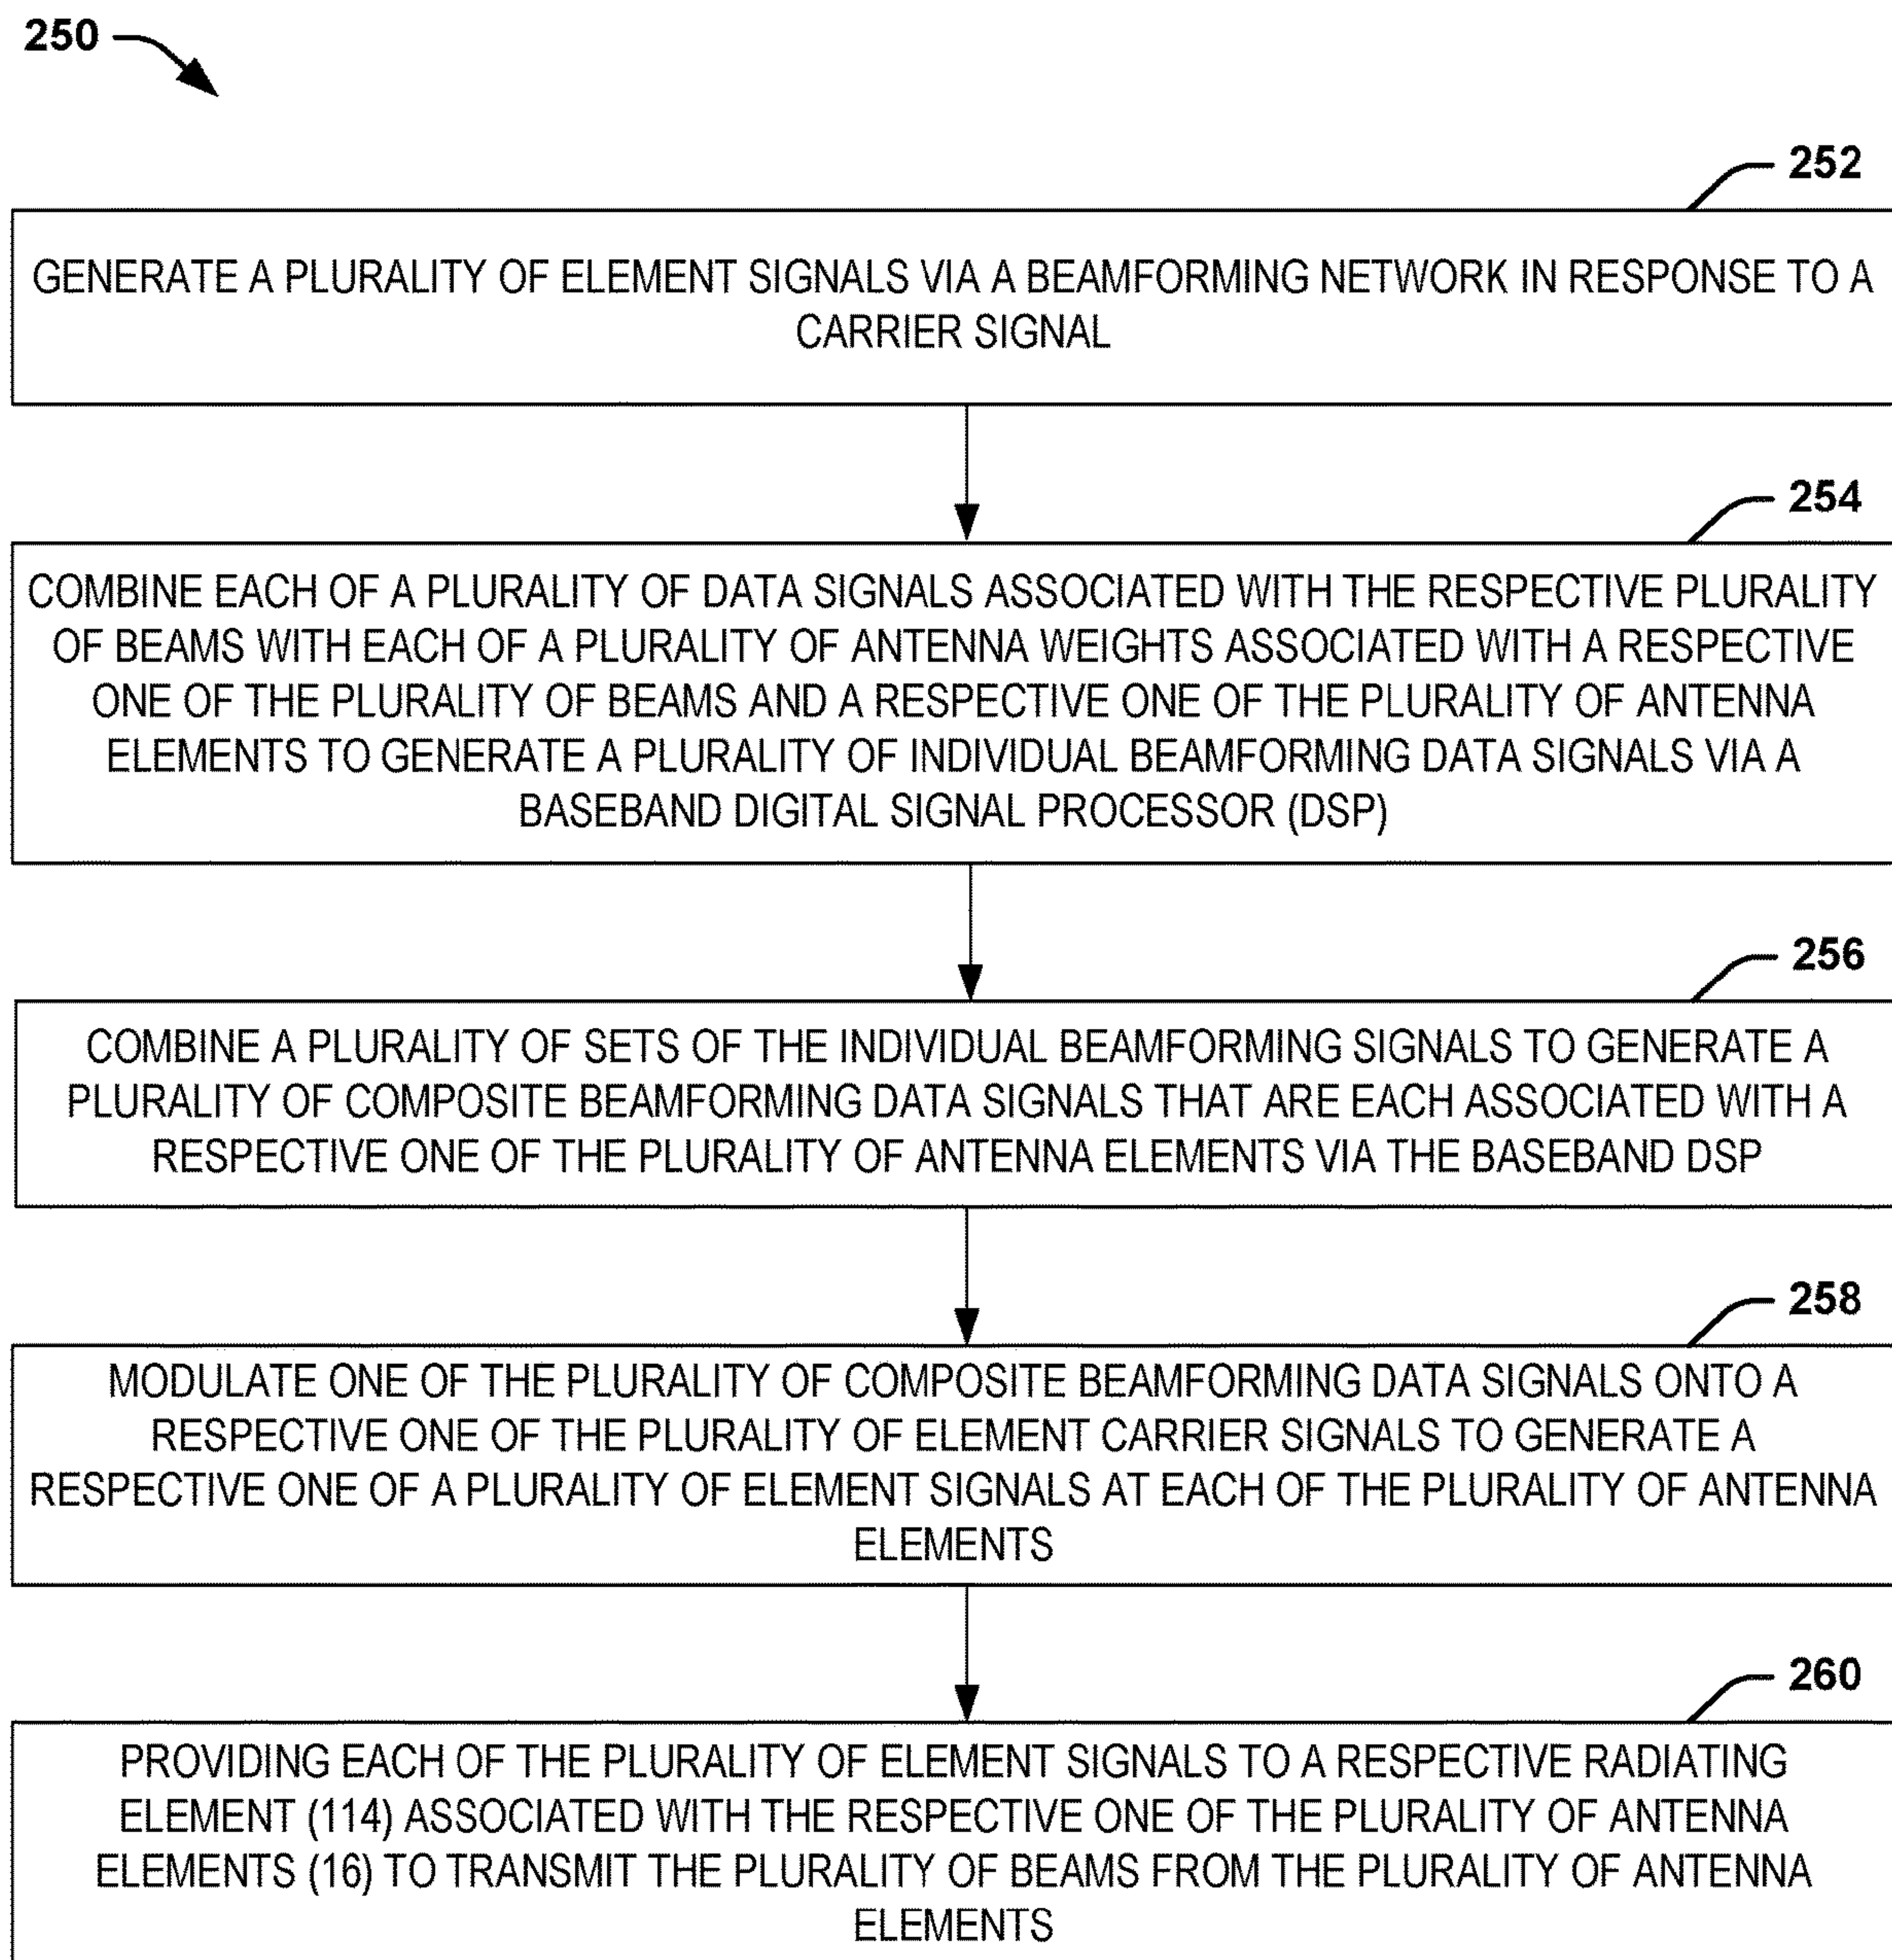 250
252
GENERATE A PLURALITY OF ELEMENT SIGNALS VIA A BEAMFORMING NETWORK IN RESPONSE TO A
CARRIER SIGNAL
254
COMBINE EACH OF A PLURALITY OF DATA SIGNALS ASSOCIATED WITH THE RESPECTIVE PLURALITY
OF BEAMS WITH EACH OF A PLURALITY OF ANTENNA WEIGHTS ASSOCIATED WITH A RESPECTIVE
ONE OF THE PLURALITY OF BEAMS AND A RESPECTIVE ONE OF THE PLURALITY OF ANTENNA
ELEMENTS TO GENERATE A PLURALITY OF INDIVIDUAL BEAMFORMING DATA SIGNALS VIA A
BASEBAND DIGITAL SIGNAL PROCESSOR (DSP)
256
COMBINE A PLURALITY OF SETS OF THE INDIVIDUAL BEAMFORMING SIGNALS TO GENERATE A
PLURALITY OF COMPOSITE BEAMFORMING DATA SIGNALS THAT ARE EACH ASSOCIATED WITH A
RESPECTIVE ONE OF THE PLURALITY OF ANTENNA ELEMENTS VIA THE BASEBAND DSP
258
MODULATE ONE OF THE PLURALITY OF COMPOSITE BEAMFORMING DATA SIGNALS ONTO A
RESPECTIVE ONE OF THE PLURALITY OF ELEMENT CARRIER SIGNALS TO GENERATE A
RESPECTIVE ONE OF A PLURALITY OF ELEMENT SIGNALS AT EACH OF THE PLURALITY OF ANTENNA
ELEMENTS
260
PROVIDING EACH OF THE PLURALITY OF ELEMENT SIGNALS TO A RESPECTIVE RADIATING
ELEMENT (114) ASSOCIATED WITH THE RESPECTIVE ONE OF THE PLURALITY OF ANTENNA
ELEMENTS (16) TO TRANSMIT THE PLURALITY OF BEAMS FROM THE PLURALITY OF ANTENNA
ELEMENTS